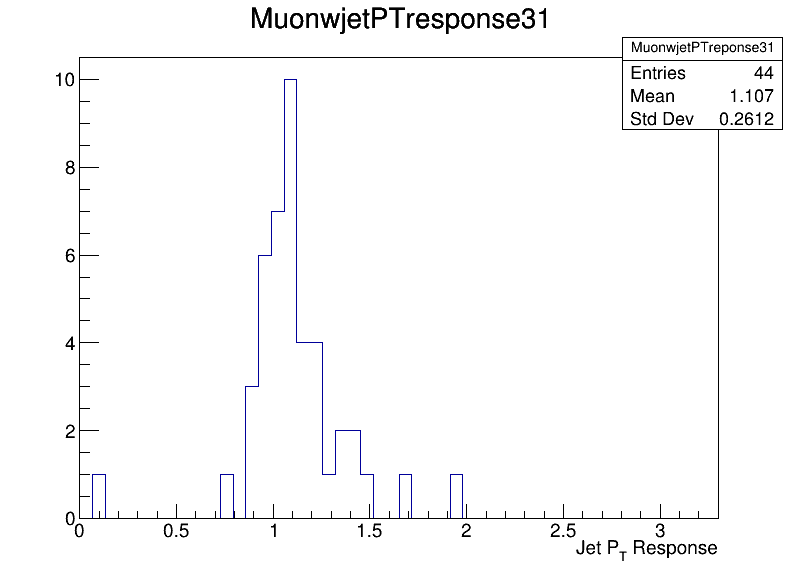 MuonwjetPTresponse31
MuonwjetPTreponse31
Entries 44
Mean 1.107
Std Dev 0.2612
10
8
6
4
2
0
0 0.5 1 1.5 2 2.5 3
Jet P_T Response